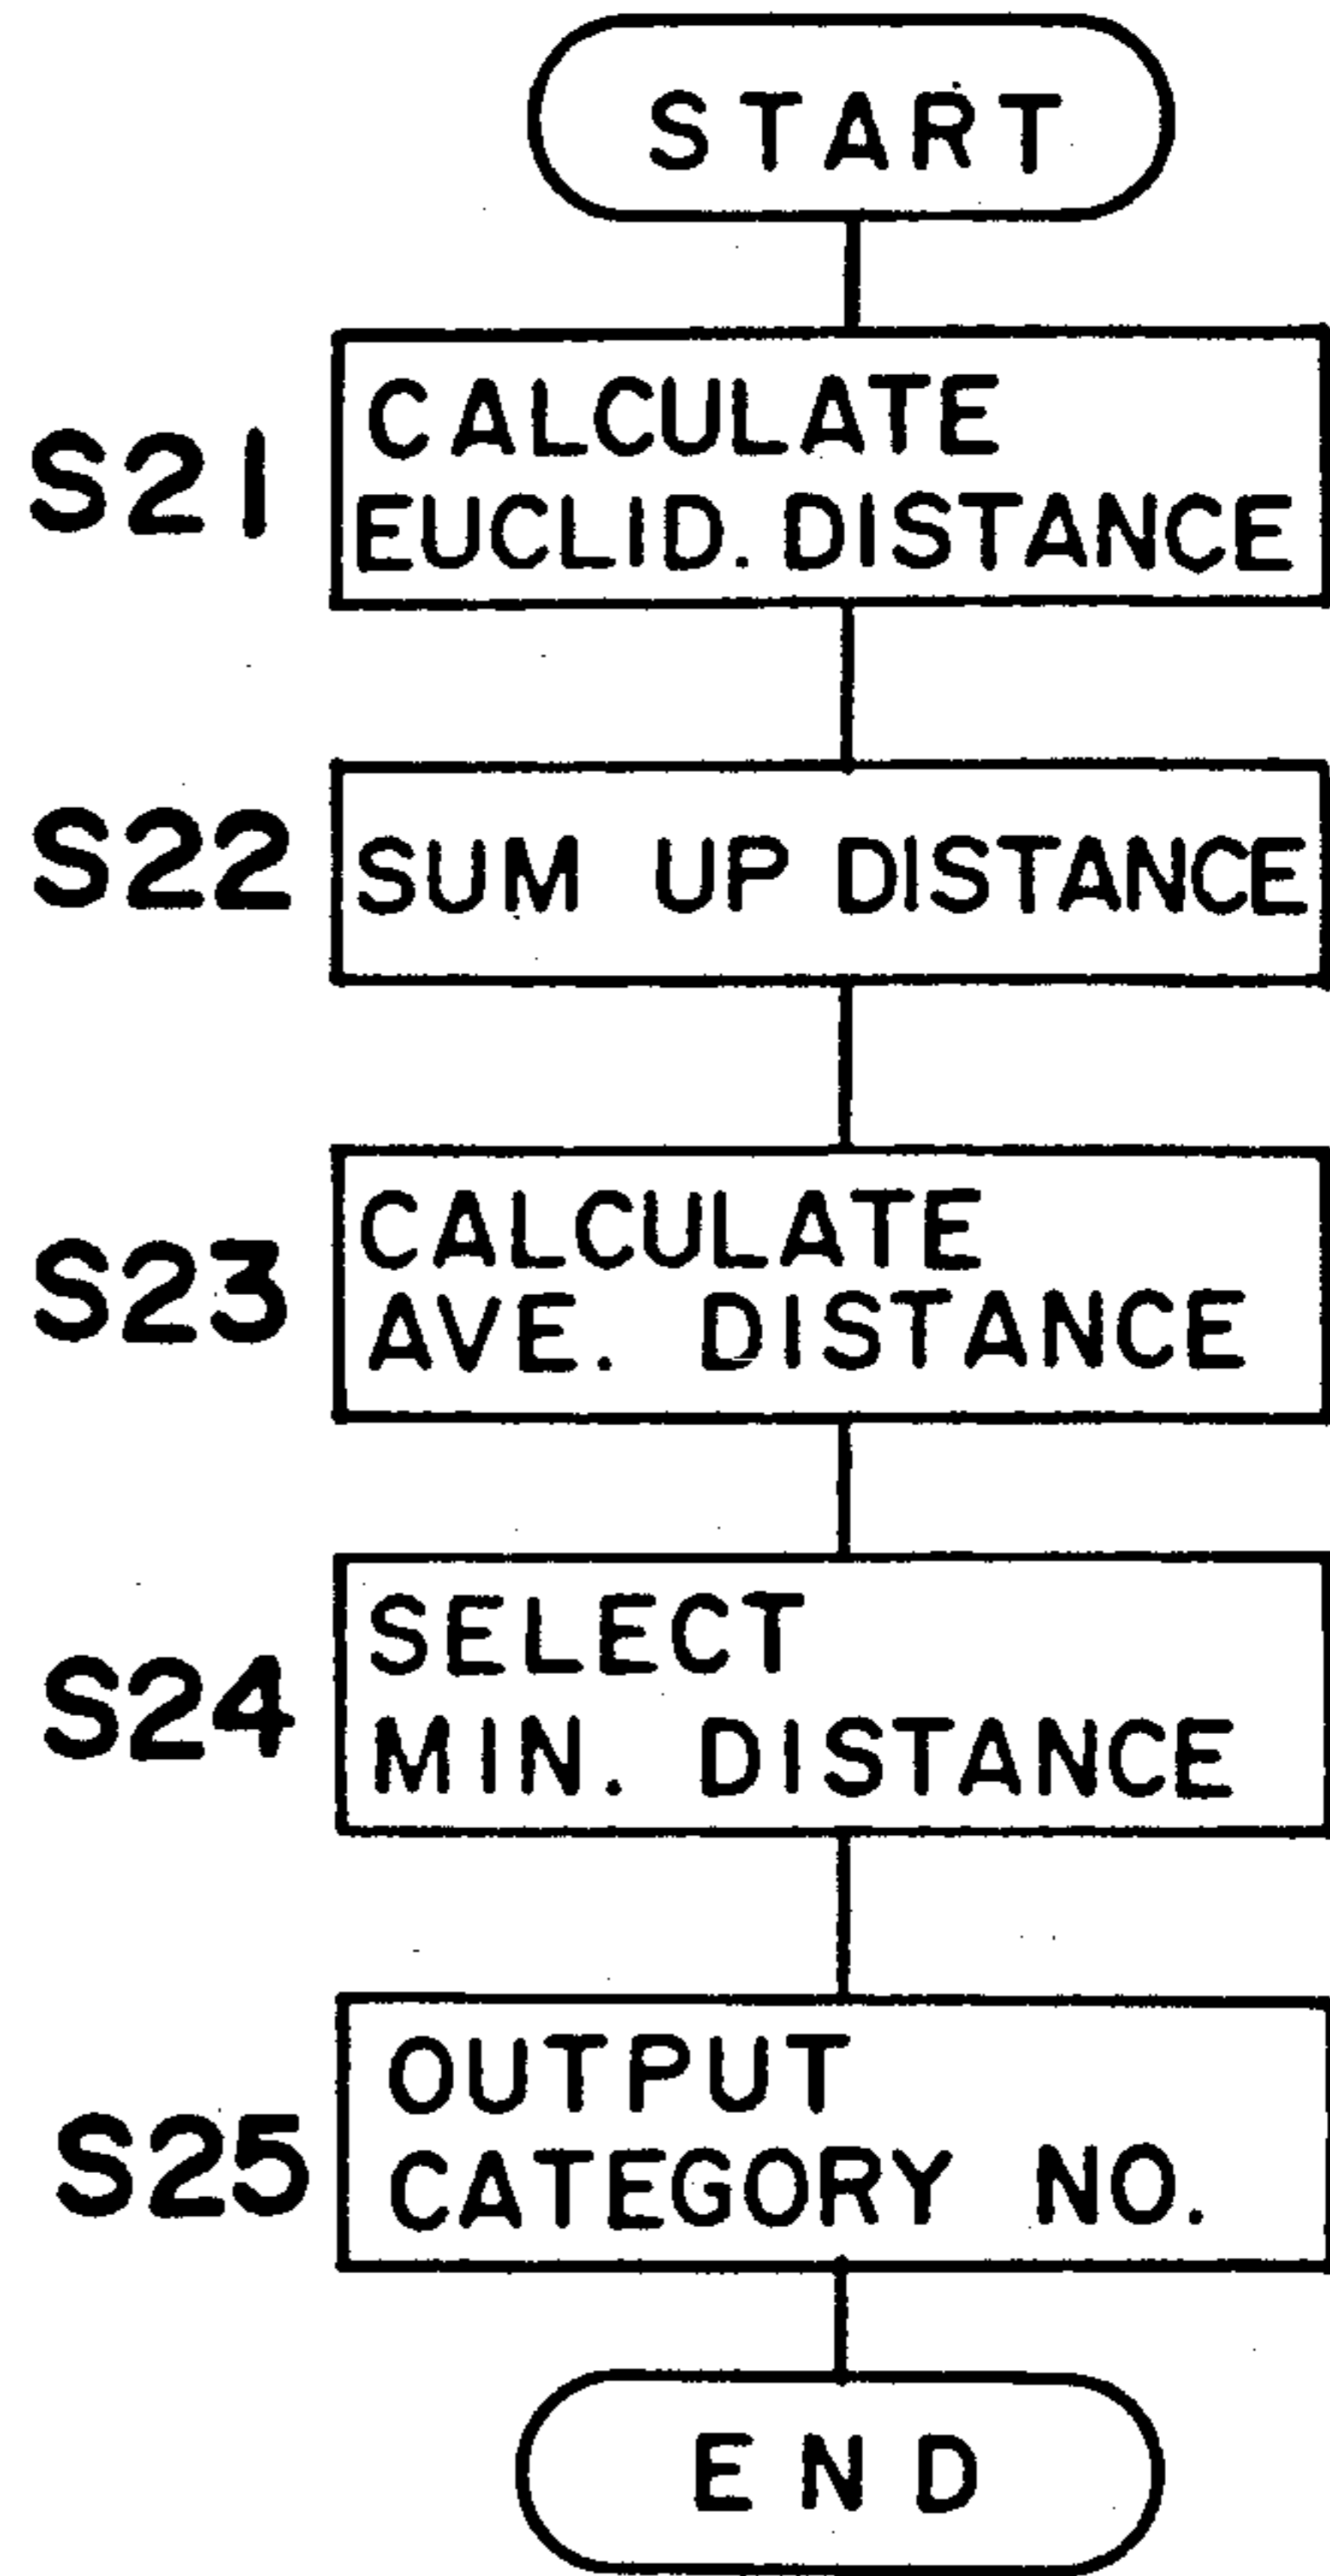 START
S21
CALCULATE
EUCLID. DISTANCE
S22
SUM UP DISTANCE
S23
CALCULATE
AVE. DISTANCE
S24
SELECT
MIN. DISTANCE
S25
OUTPUT
CATEGORY NO.
END